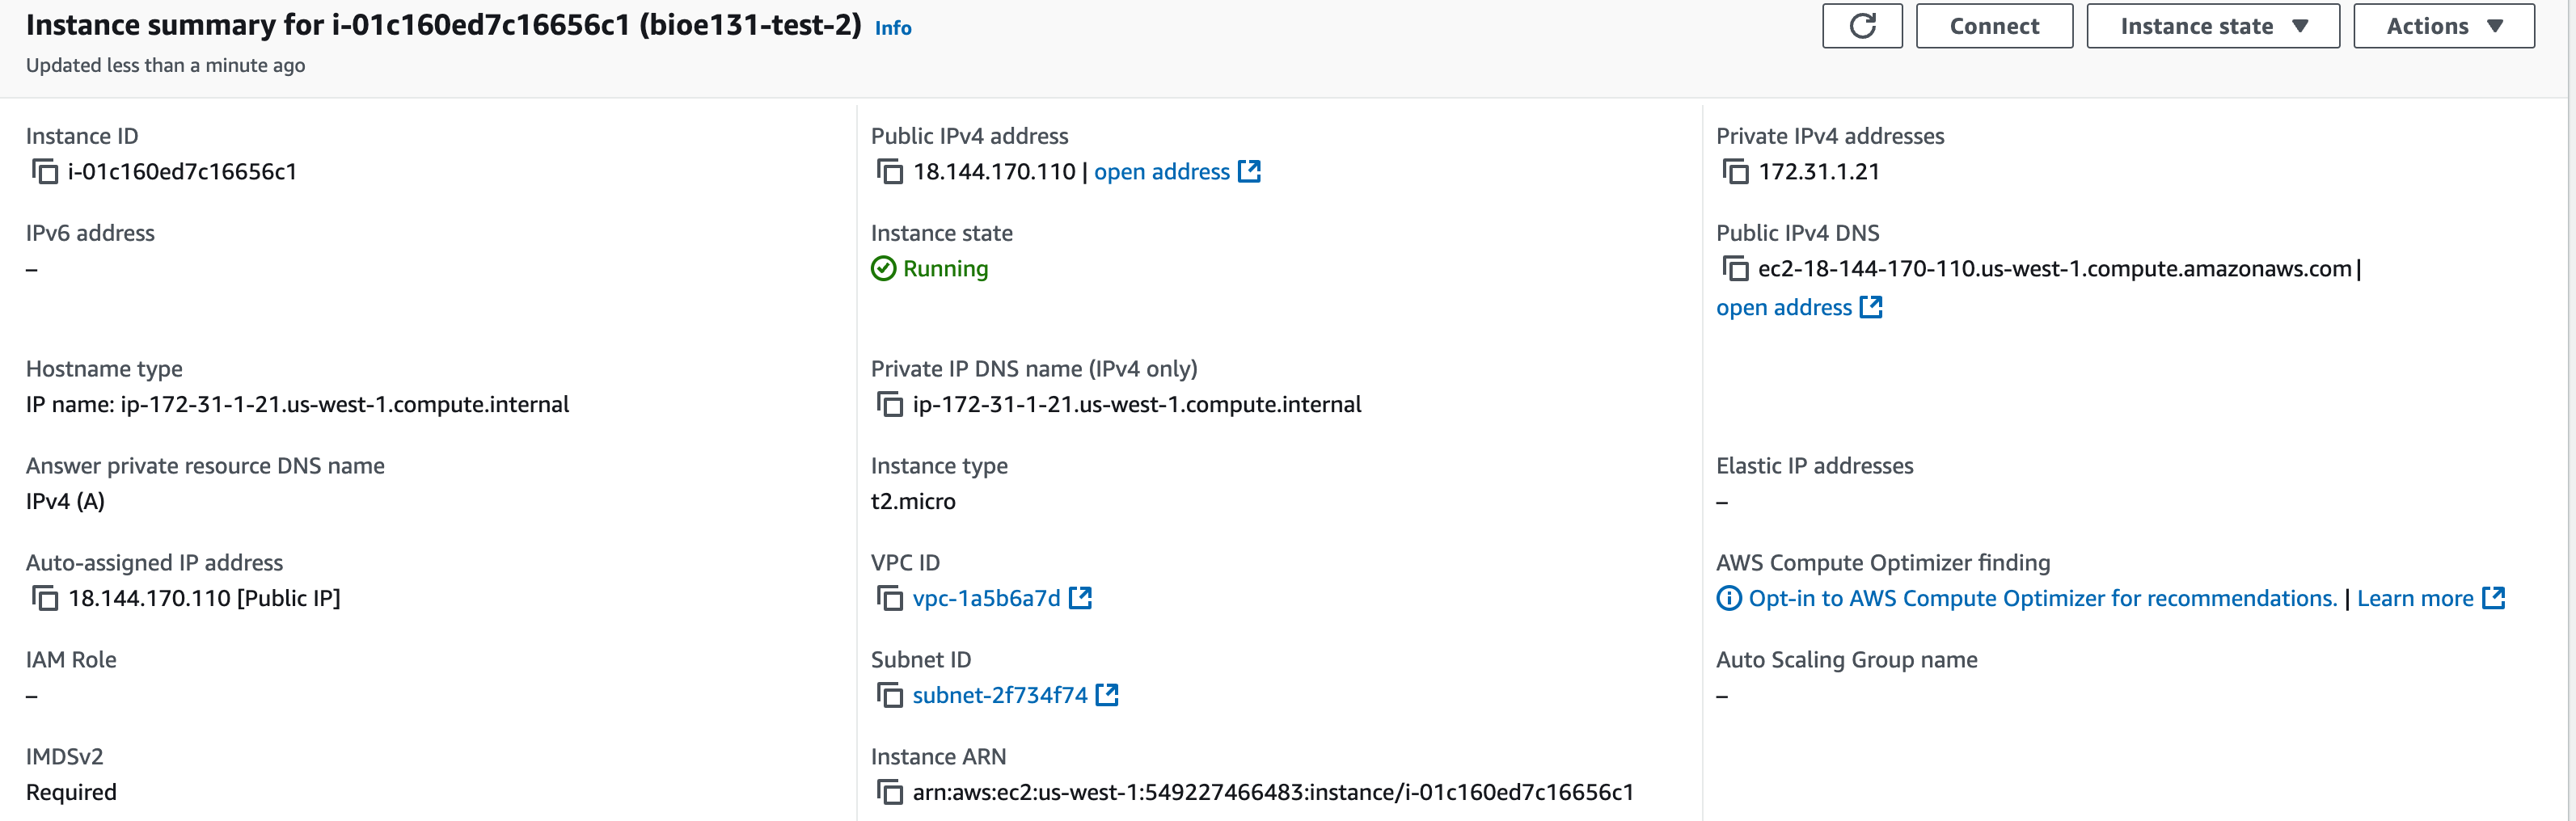 Instance summary for i-01c160ed7c16656c1 (bioe131-test-2) Info
Updated less than a minute ago
Connect
Instance state
Actions
Instance ID
i-01c160ed7c16656c1
Public IPv4 address
18.144.170.110 | open address
Private IPv4 addresses
172.31.1.21
IPv6 address
–
Instance state
Running
Public IPv4 DNS
ec2-18-144-170-110.us-west-1.compute.amazonaws.com |
open address
Hostname type
IP name: ip-172-31-1-21.us-west-1.compute.internal
Private IP DNS name (IPv4 only)
ip-172-31-1-21.us-west-1.compute.internal
Answer private resource DNS name
IPv4 (A)
Instance type
t2.micro
Elastic IP addresses
–
Auto-assigned IP address
18.144.170.110 [Public IP]
VPC ID
vpc-1a5b6a7d
AWS Compute Optimizer finding
Opt-in to AWS Compute Optimizer for recommendations. | Learn more
IAM Role
–
Subnet ID
subnet-2f734f74
Auto Scaling Group name
–
IMDSv2
Required
Instance ARN
arn:aws:ec2:us-west-1:549227466483:instance/i-01c160ed7c16656c1